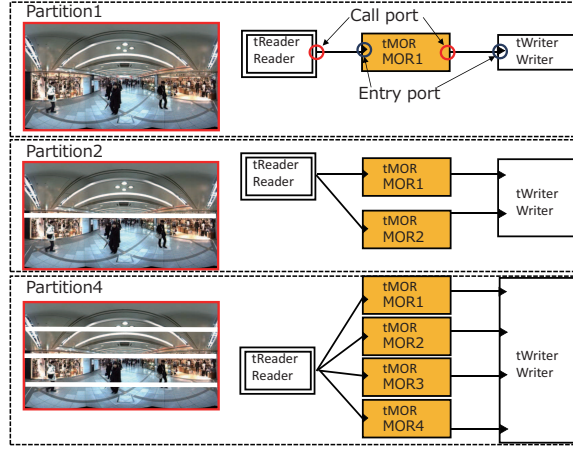 Partition1
Call port
tReader
Reader
tMOR
MOR1
tWriter
Writer
Entry port
Partition2
tReader
Reader
tMOR
MOR1
tMOR
MOR2
tWriter
Writer
Partition4
tReader
Reader
tMOR
MOR1
tMOR
MOR2
tMOR
MOR3
tMOR
MOR4
tWriter
Writer